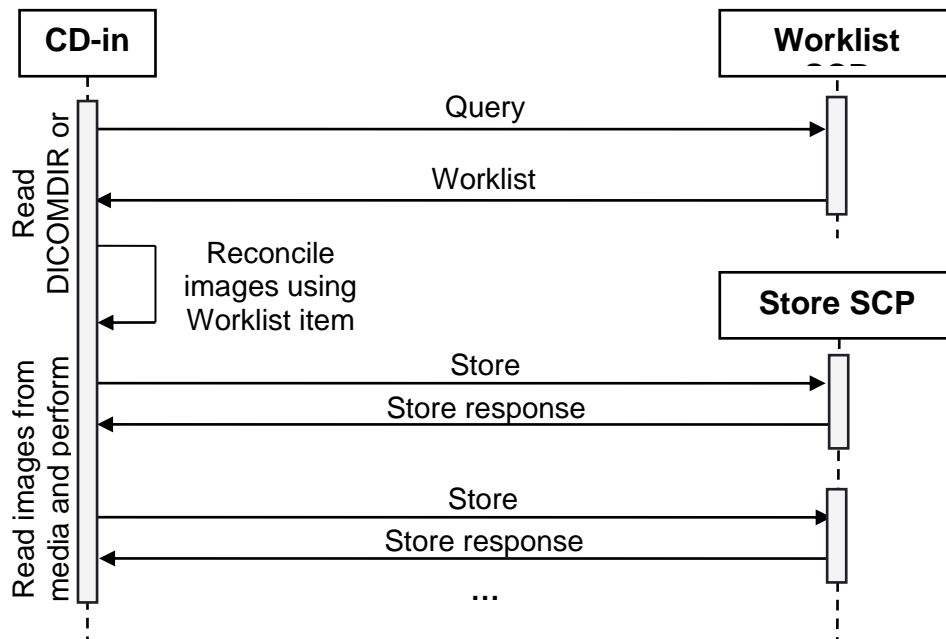 CD-in
Worklist
Query
Worklist
Read
DICOMDIR or
Reconcile
images using
Worklist item
Store SCP
Store
Store response
Read images from
media and perform
Store
Store response
...